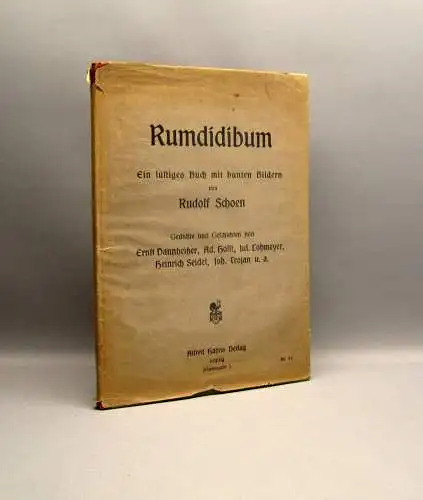 Rumdidibum
Ein lustiges Buch mit bunten Bildern
von
Rudolf Schoen
Gedichte und Geschichten von
Ernst Dannheißer, Ad. Holst, Jul. Lohmeyer,
Heinrich Seidel, Joh. Trojan u. a.
Alfred Hahns Verlag
Leipzig